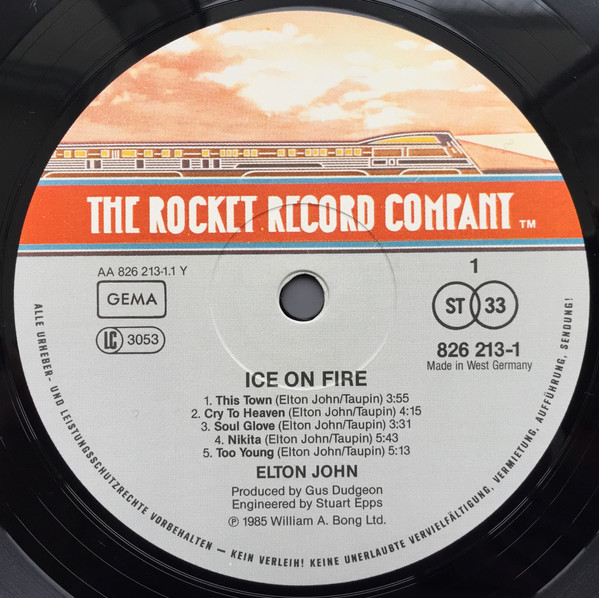 THE ROCKET RECORD COMPANY TM
AA 826 213-1.1 Y
GEMA
LC 3053
1
ST 33
826 213-1
Made in West Germany
ICE ON FIRE
1. This Town (Elton John/Taupin) 3:55
2. Cry To Heaven (Elton John/Taupin) 4:15
3. Soul Glove (Elton John/Taupin) 3:31
4. Nikita (Elton John/Taupin) 5:43
5. Too Young (Elton John/Taupin) 5:13
ELTON JOHN
Produced by Gus Dudgeon
Engineered by Stuart Epps
℗ 1985 William A. Bong Ltd.
ALLE URHEBER- UND LEISTUNGSSCHUTZRECHTE VORBEHALTEN – KEIN VERLEIH! KEINE UNERLAUBTE VERVIELFÄLTIGUNG, VERMIETUNG, AUFFÜHRUNG, SENDUNG!